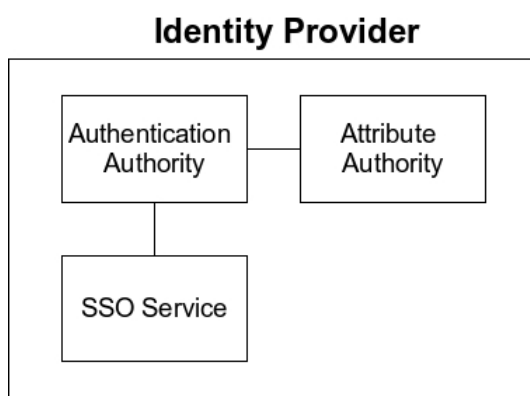 Identity Provider
Authentication
Authority
Attribute
Authority
SSO Service